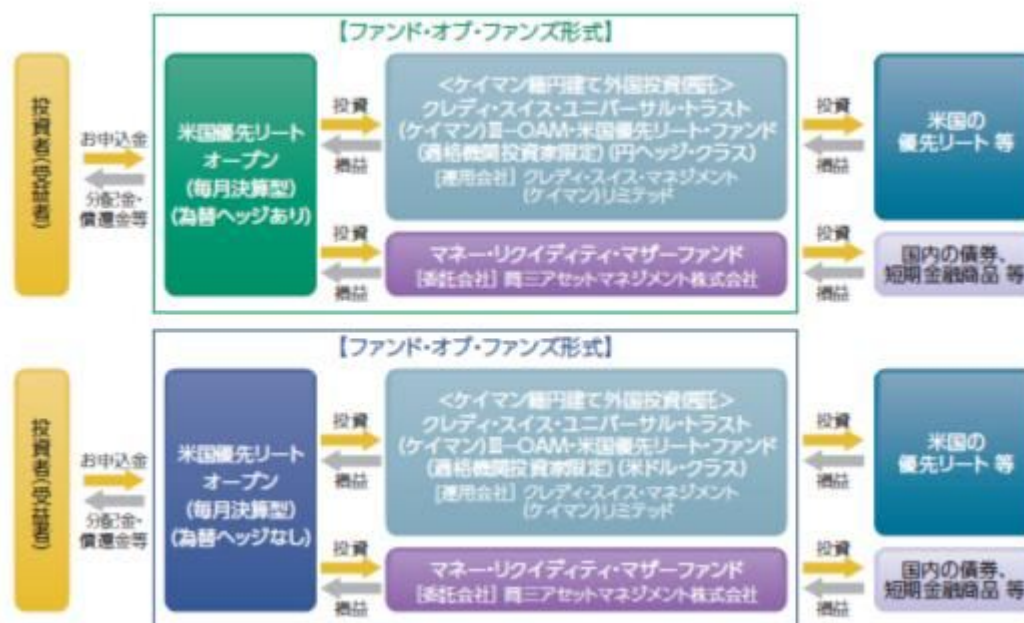 【ファンド・オブ・ファンズ形式】
投資者(受益者)
お申込金
分配金・
償還金等
米国優先リート
オープン
(毎月決算型)
(為替ヘッジあり)
投資
損益
<ケイマン籍円建て外国投資信託>
クレディ・スイス・ユニバーサル・トラスト
(ケイマン)Ⅲ-OAM・米国優先リート・ファンド
(適格機関投資家限定)(円ヘッジ・クラス)
[運用会社] クレディ・スイス・マネジメント
(ケイマン)リミテッド
投資
損益
米国の
優先リート 等
投資
損益
マネー・リクイディティ・マザーファンド
[委託会社] 岡三アセットマネジメント株式会社
投資
損益
国内の債券、
短期金融商品 等
【ファンド・オブ・ファンズ形式】
投資者(受益者)
お申込金
分配金・
償還金等
米国優先リート
オープン
(毎月決算型)
(為替ヘッジなし)
投資
損益
<ケイマン籍円建て外国投資信託>
クレディ・スイス・ユニバーサル・トラスト
(ケイマン)Ⅲ-OAM・米国優先リート・ファンド
(適格機関投資家限定)(米ドル・クラス)
[運用会社] クレディ・スイス・マネジメント
(ケイマン)リミテッド
投資
損益
米国の
優先リート 等
投資
損益
マネー・リクイディティ・マザーファンド
[委託会社] 岡三アセットマネジメント株式会社
投資
損益
国内の債券、
短期金融商品 等